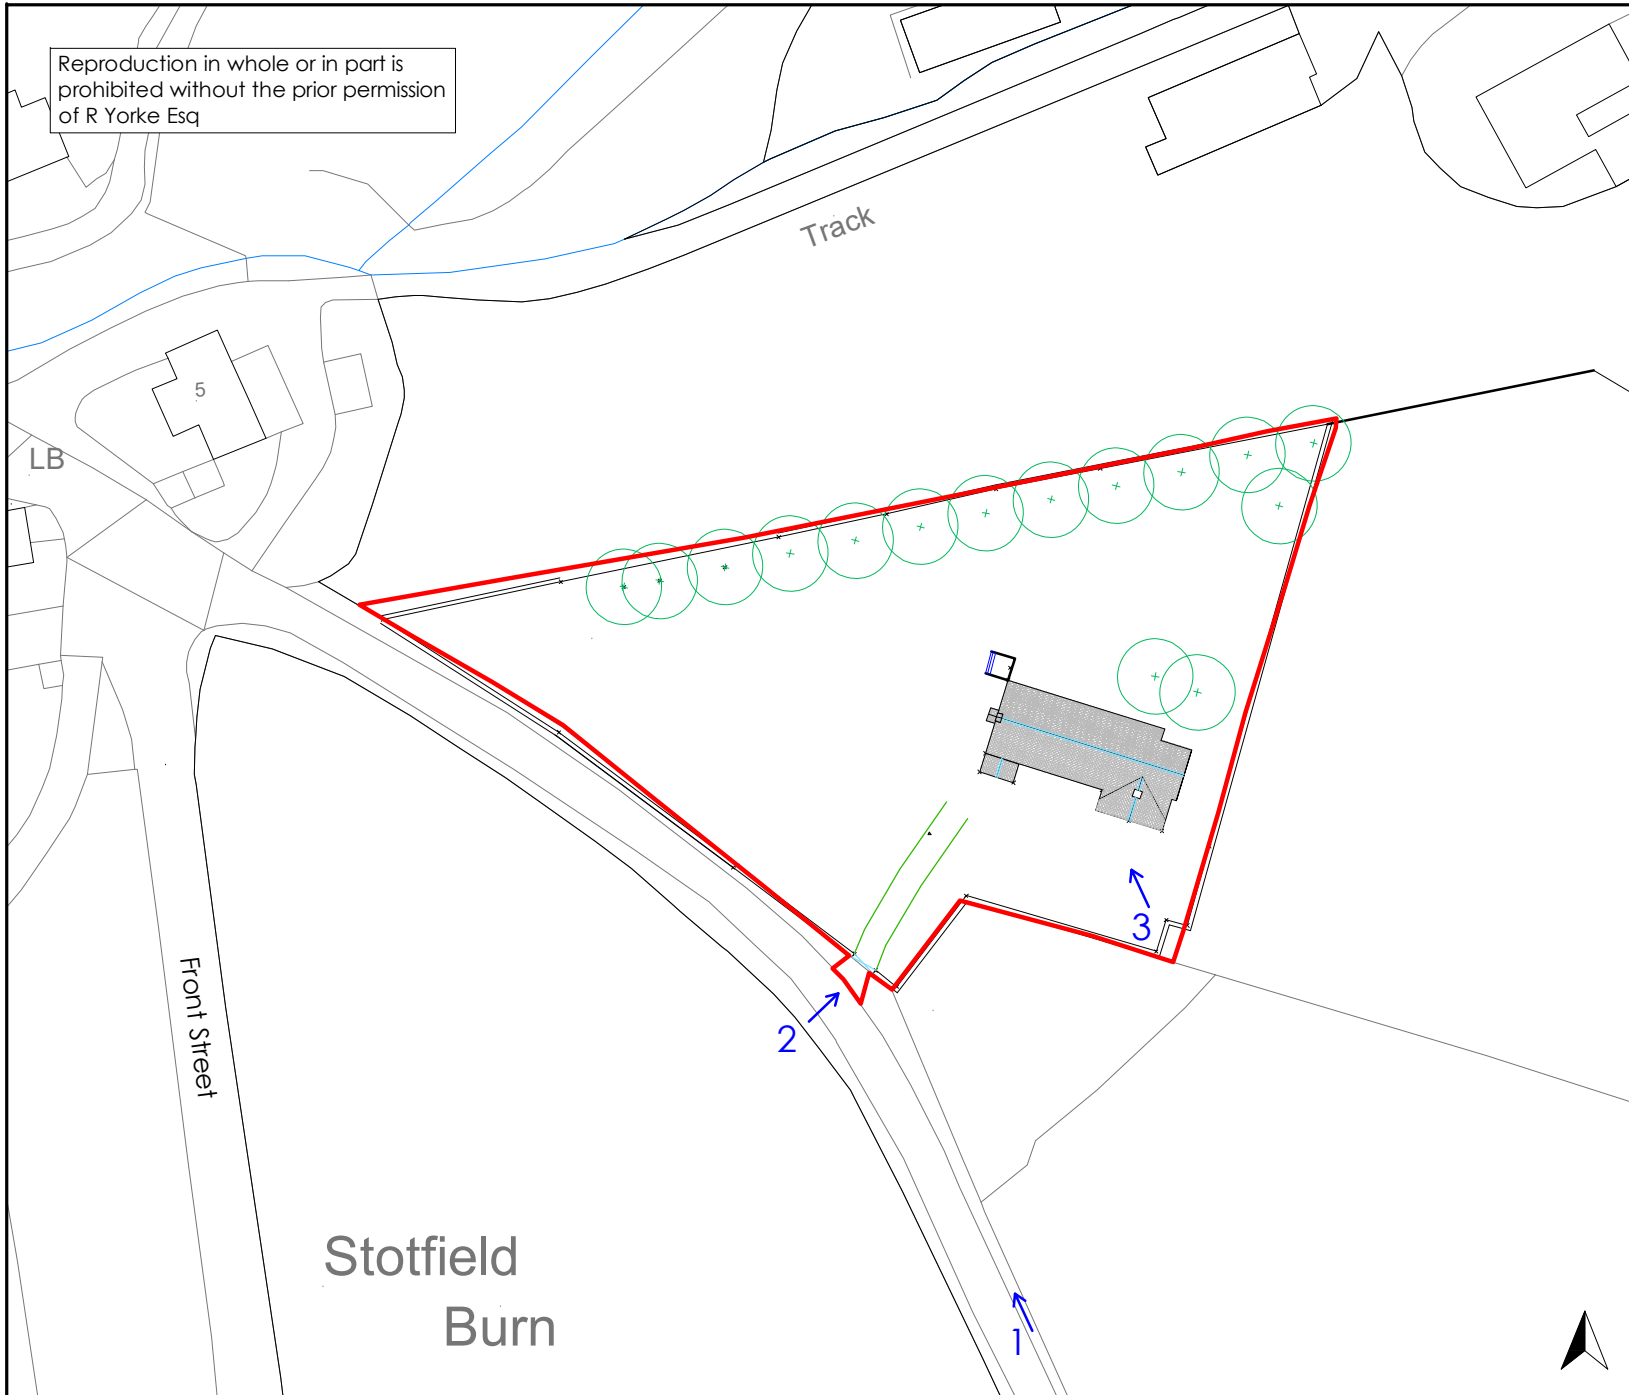 Reproduction in whole or in part is
prohibited without the prior permission
of R Yorke Esq
Track
5
LB
3
2
Front Street
Stotfield
Burn
1